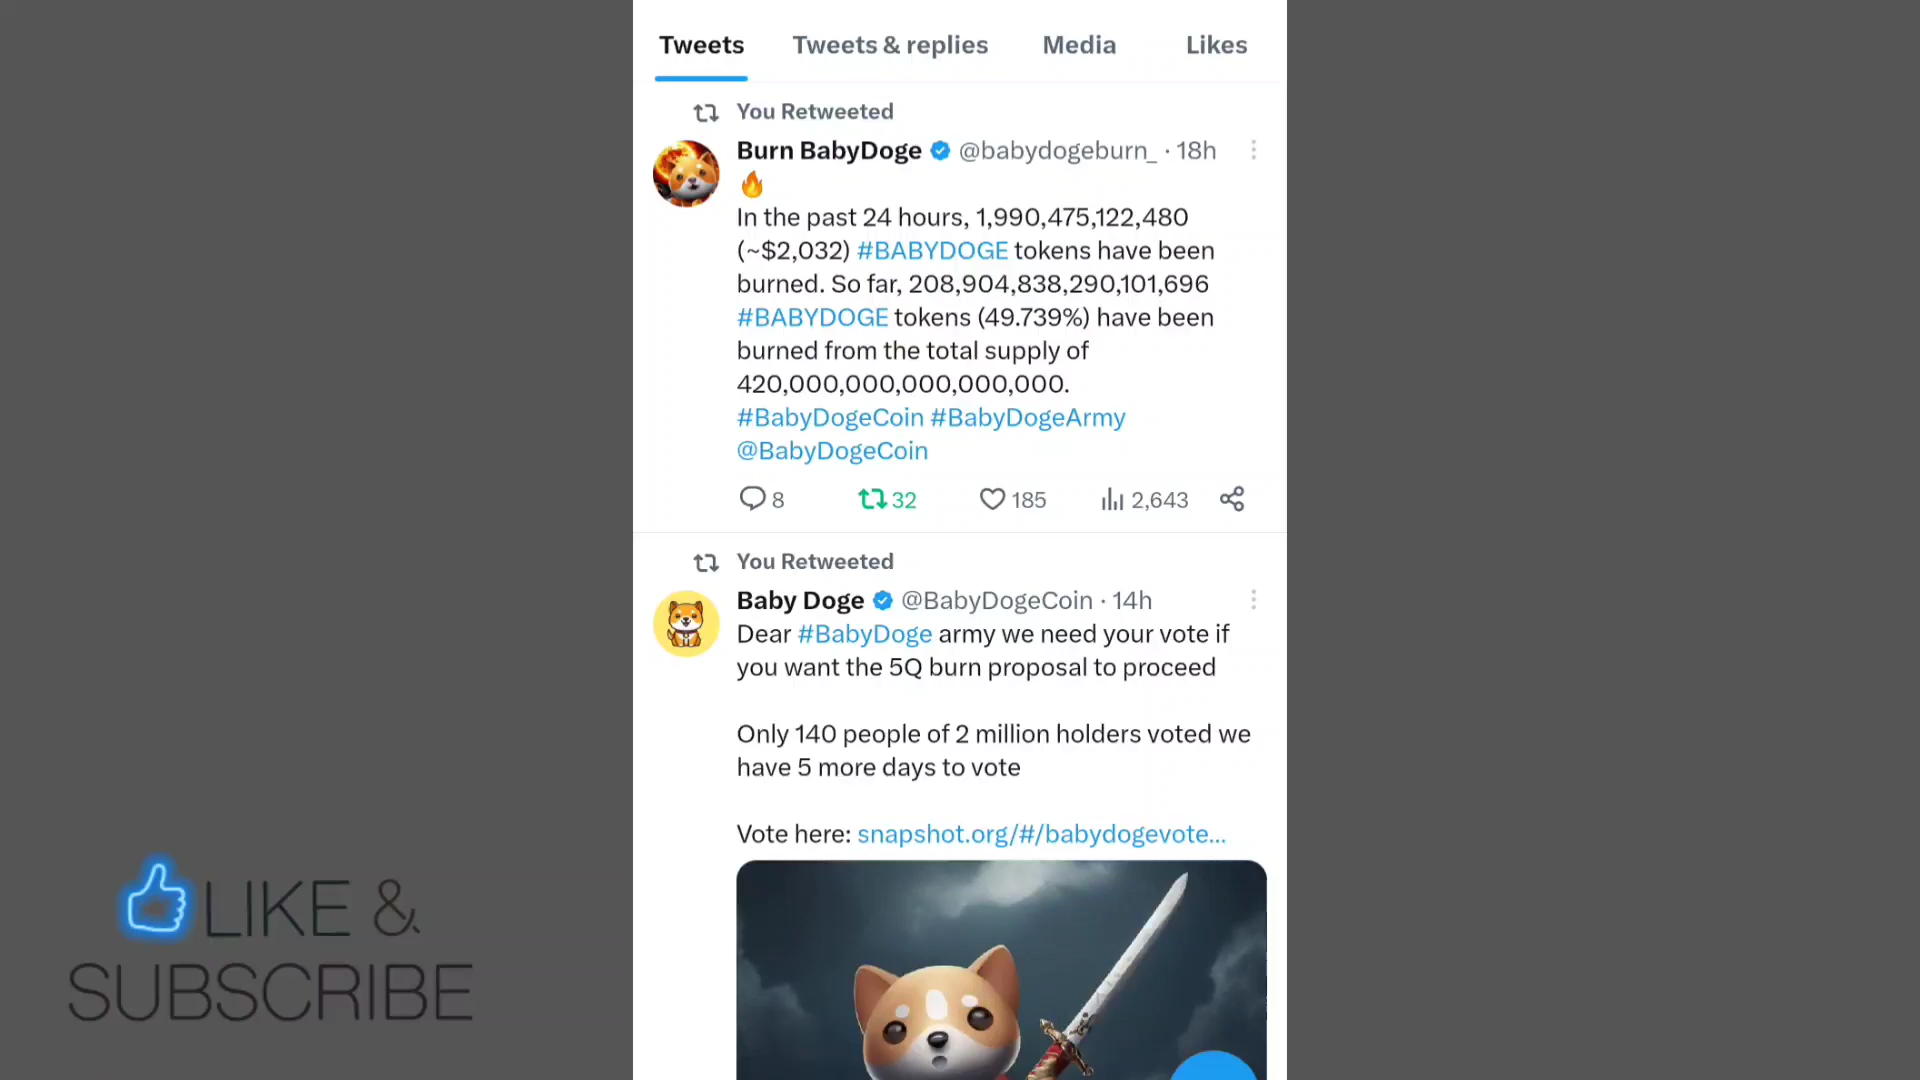 Tweets Tweets & replies Media Likes
You Retweeted
Burn BabyDoge @babydogeburn_ · 18h
🔥
In the past 24 hours, 1,990,475,122,480
(~$2,032) #BABYDOGE tokens have been
burned. So far, 208,904,838,290,101,696
#BABYDOGE tokens (49.739%) have been
burned from the total supply of
420,000,000,000,000,000.
#BabyDogeCoin #BabyDogeArmy
@BabyDogeCoin
8 32 185 2,643
You Retweeted
Baby Doge @BabyDogeCoin · 14h
Dear #BabyDoge army we need your vote if
you want the 5Q burn proposal to proceed
Only 140 people of 2 million holders voted we
have 5 more days to vote
Vote here: snapshot.org/#/babydogevote...
LIKE &
SUBSCRIBE